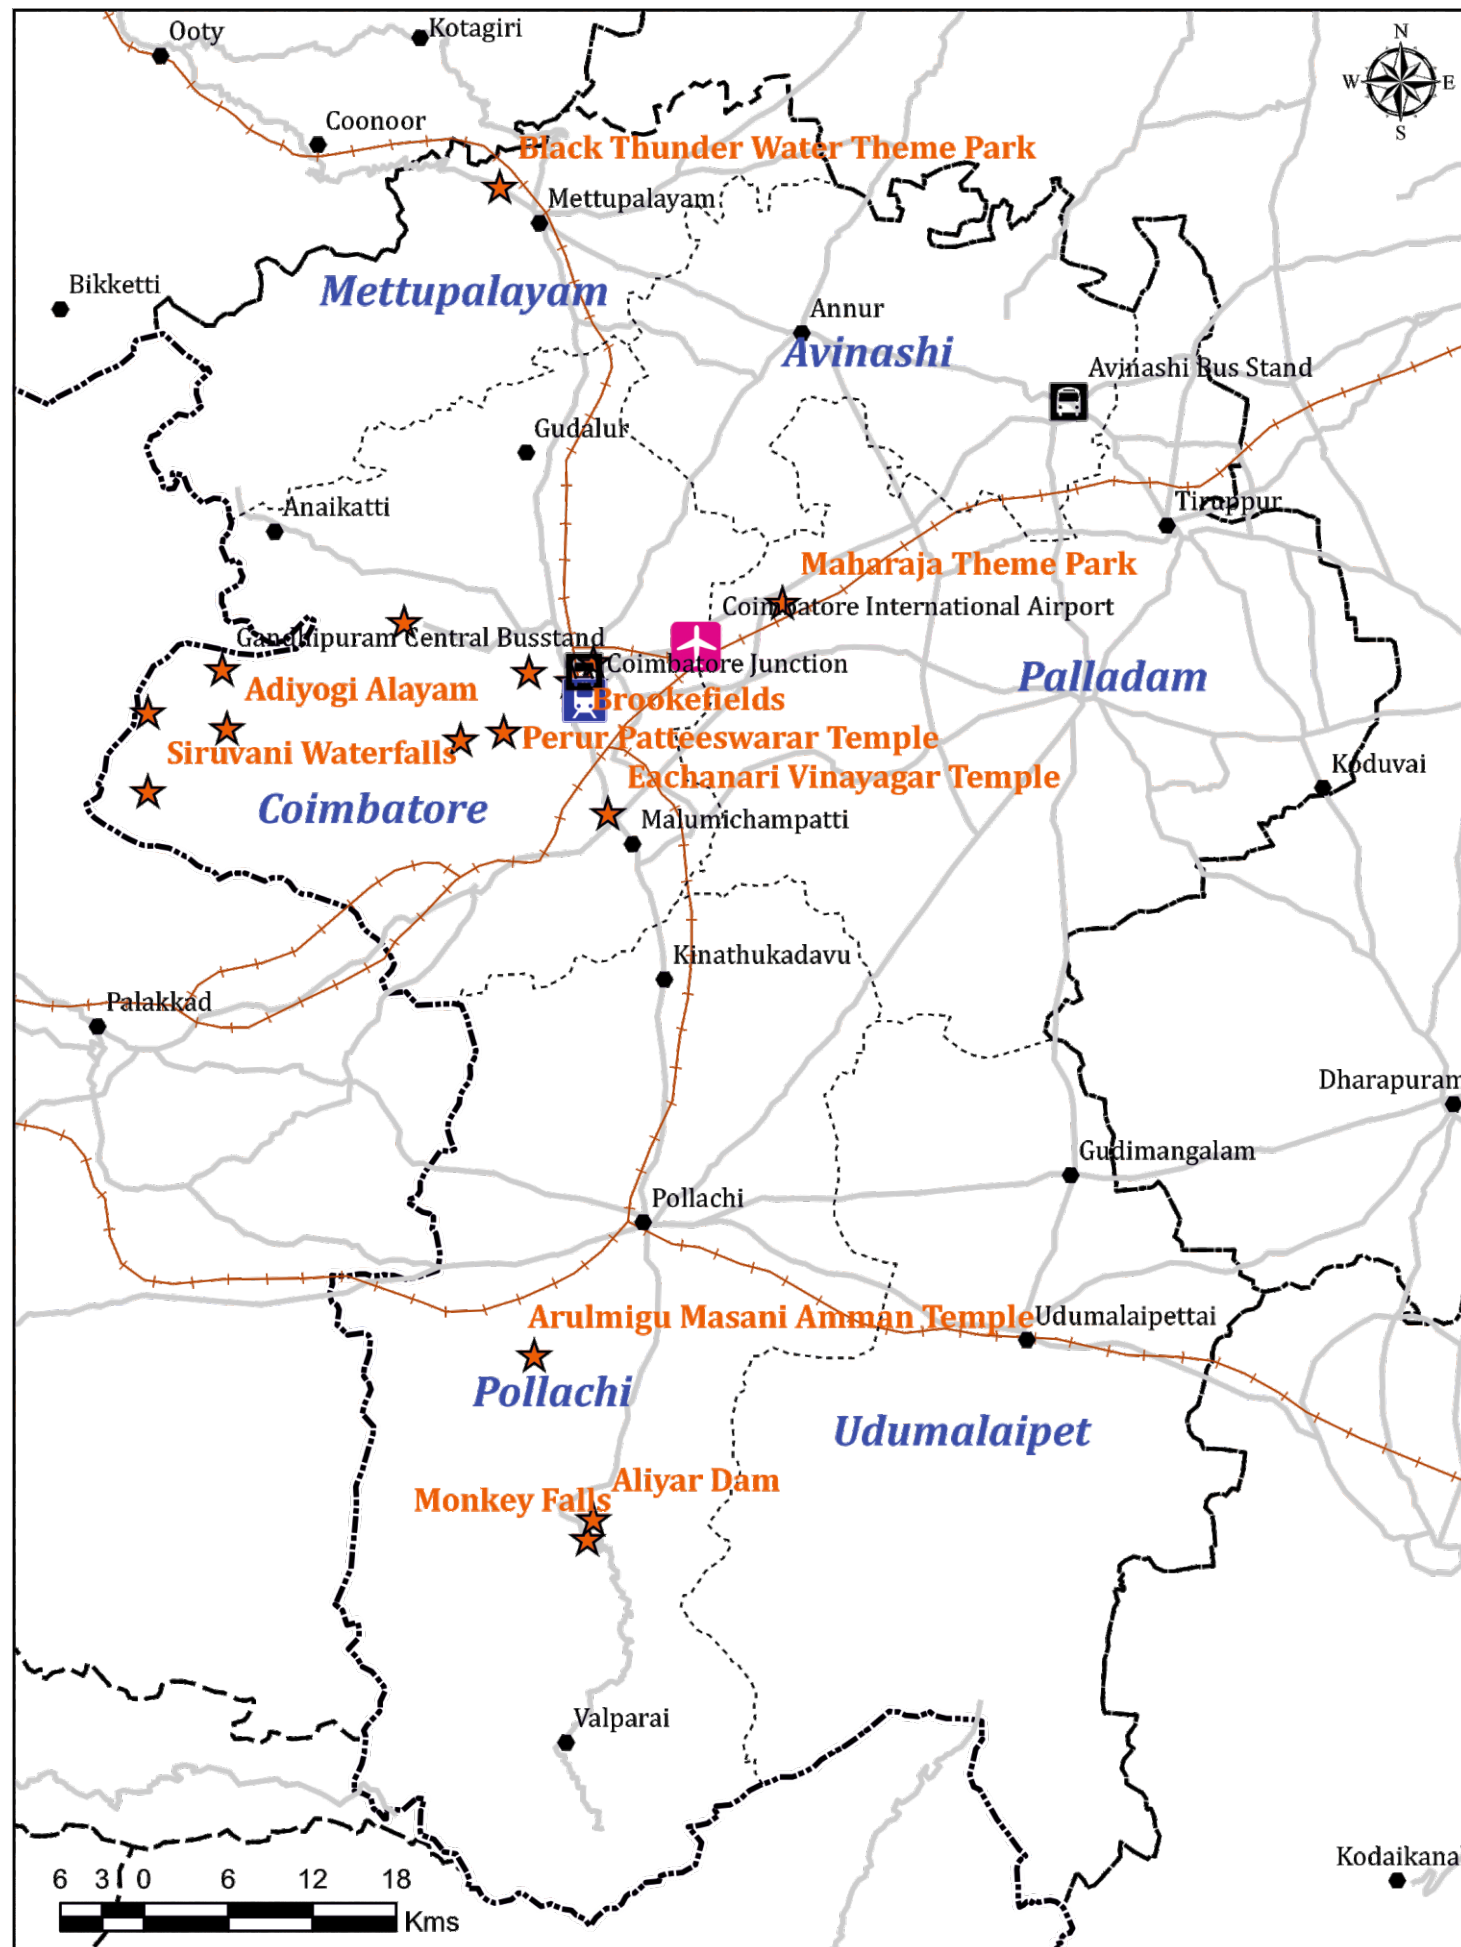 Ooty
Kotagiri
N
W E
S
Coonoor
Black Thunder Water Theme Park
Mettupalayam
Bikketti
Mettupalayam
Annur
Avinashi
Avinashi Bus Stand
Gudalur
Anaikatti
Tiruppur
Maharaja Theme Park
Coimbatore International Airport
Gandhipuram Central Busstand
Coimbatore Junction
Palladam
Adiyogi Alayam
Brookefields
Siruvani Waterfalls
Perur Patteeswarar Temple
Eachanari Vinayagar Temple
Koduvai
Coimbatore
Malumichampatti
Kinathukadavu
Palakkad
Dharapuram
Gudimangalam
Pollachi
Arulmigu Masani Amman Temple
Udumalaipettai
Pollachi
Udumalaipet
Aliyar Dam
Monkey Falls
Valparai
Kodaikana
6 3 0 6 12 18
Kms